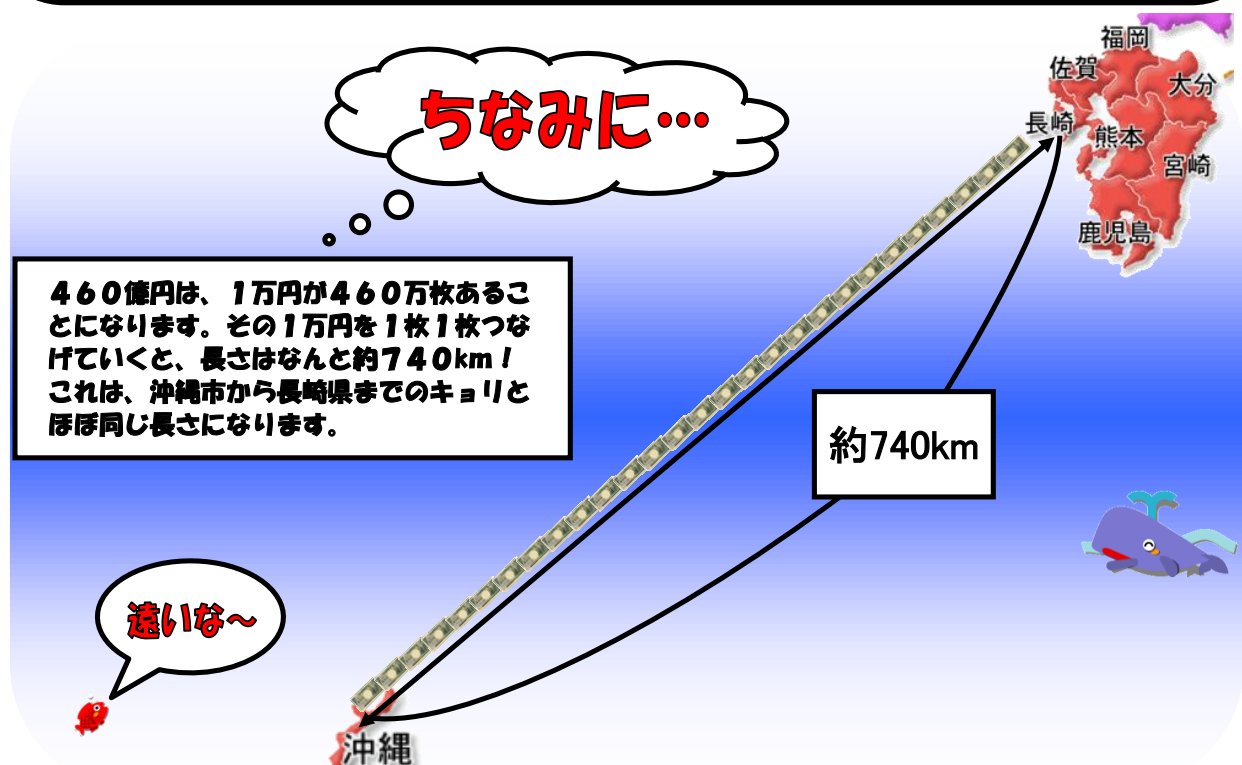 ちなみに…
福岡
佐賀
大分
長崎
熊本
宮崎
鹿児島
460億円は、1万円が460万枚あるこ
とになります。その1万円を1枚1枚つな
げていくと、長さはなんと約740km!
これは、沖縄市から長崎県までのキョリと
ほぼ同じ長さになります。
約740km
遠いな~
沖縄